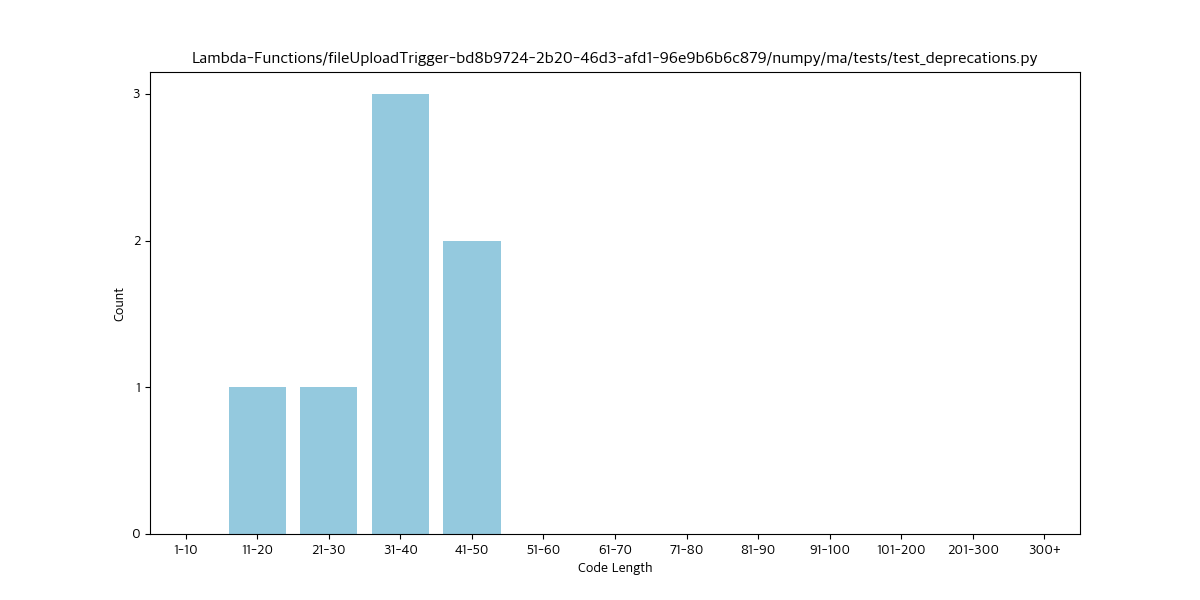 Lambda-Functions/fileUploadTrigger-bd8b9724-2b20-46d3-afd1-96e9b6b6c879/numpy/ma/tests/test_deprecations.py
3
2
1
0
Count
1-10 11-20 21-30 31-40 41-50 51-60 61-70 71-80 81-90 91-100 101-200 201-300 300+
Code Length